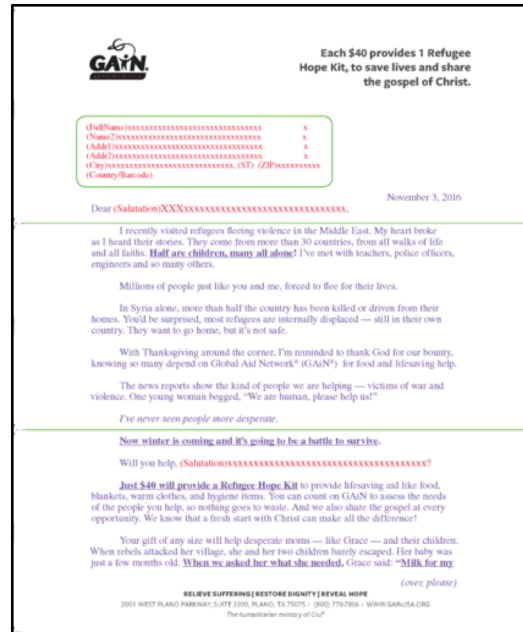 GAiN.
Each $40 provides 1 Refugee
Hope Kit, to save lives and share
the gospel of Christ.
(FullName)xxxxxxxxxxxxxxxxxxxxxxxxxxxxxxx x
(Name2)xxxxxxxxxxxxxxxxxxxxxxxxxxxxxxxxx x
(Addr1)xxxxxxxxxxxxxxxxxxxxxxxxxxxxxxxxx x
(Addr2)xxxxxxxxxxxxxxxxxxxxxxxxxxxxxxxxx x
(City)xxxxxxxxxxxxxxxxxxxxxxxxxxxxxx, (ST) (ZIP)xxxxxxxxxx
(Country/Barcode)
November 3, 2016
Dear (Salutation)XXXxxxxxxxxxxxxxxxxxxxxxxxxxxxxxxxxxxx,
I recently visited refugees fleeing violence in the Middle East. My heart broke
as I heard their stories. They come from more than 30 countries, from all walks of life
and all faiths. Half are children, many all alone! I've met with teachers, police officers,
engineers and so many others.
Millions of people just like you and me, forced to flee for their lives.
In Syria alone, more than half the country has been killed or driven from their
homes. You'd be surprised, most refugees are internally displaced — still in their own
country. They want to go home, but it's not safe.
With Thanksgiving around the corner, I'm reminded to thank God for our bounty,
knowing so many depend on Global Aid Network® (GAiN®) for food and lifesaving help.
The news reports show the kind of people we are helping — victims of war and
violence. One young woman begged, "We are human, please help us!"
I've never seen people more desperate.
Now winter is coming and it's going to be a battle to survive.
Will you help, (Salutation)xxxxxxxxxxxxxxxxxxxxxxxxxxxxxxxxxxxxxxxx?
Just $40 will provide a Refugee Hope Kit to provide lifesaving aid like food,
blankets, warm clothes, and hygiene items. You can count on GAiN to assess the needs
of the people you help, so nothing goes to waste. And we also share the gospel at every
opportunity. We know that a fresh start with Christ can make all the difference!
Your gift of any size will help desperate moms — like Grace — and their children.
When rebels attacked her village, she and her two children barely escaped. Her baby was
just a few months old. When we asked her what she needed, Grace said: "Milk for my
(over, please)
RELIEVE SUFFERING | RESTORE DIGNITY | REVEAL HOPE
2001 WEST PLANO PARKWAY, SUITE 2200, PLANO, TX 75075 | (800) 778-7806 | WWW.GAINUSA.ORG
The humanitarian ministry of Cru®